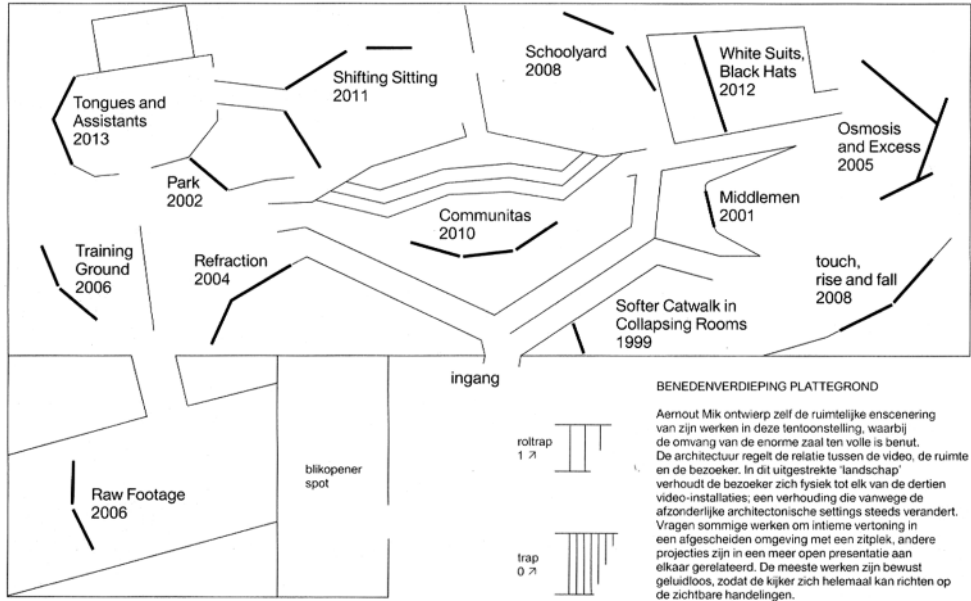 Tongues and
Assistants
2013
Shifting Sitting
2011
Schoolyard
2008
White Suits,
Black Hats
2012
Osmosis
and Excess
2005
Park
2002
Communitas
2010
Middlemen
2001
Training
Ground
2006
Refraction
2004
touch,
rise and fall
2008
Softer Catwalk in
Collapsing Rooms
1999
ingang
Raw Footage
2006
blikopener
spot
roltrap
1 ↗
trap
0 ↗
BENEDENVERDIEPING PLATTEGROND
Aernout Mik ontwierp zelf de ruimtelijke enscenering
van zijn werken in deze tentoonstelling, waarbij
de omvang van de enorme zaal ten volle is benut.
De architectuur regelt de relatie tussen de video, de ruimte
en de bezoeker. In dit uitgestrekte 'landschap'
verhoudt de bezoeker zich fysiek tot elk van de dertien
video-installaties; een verhouding die vanwege de
afzonderlijke architectonische settings steeds verandert.
Vragen sommige werken om intieme vertoning in
een afgescheiden omgeving met een zitplek, andere
projecties zijn in een meer open presentatie aan
elkaar gerelateerd. De meeste werken zijn bewust
geluidloos, zodat de kijker zich helemaal kan richten op
de zichtbare handelingen.